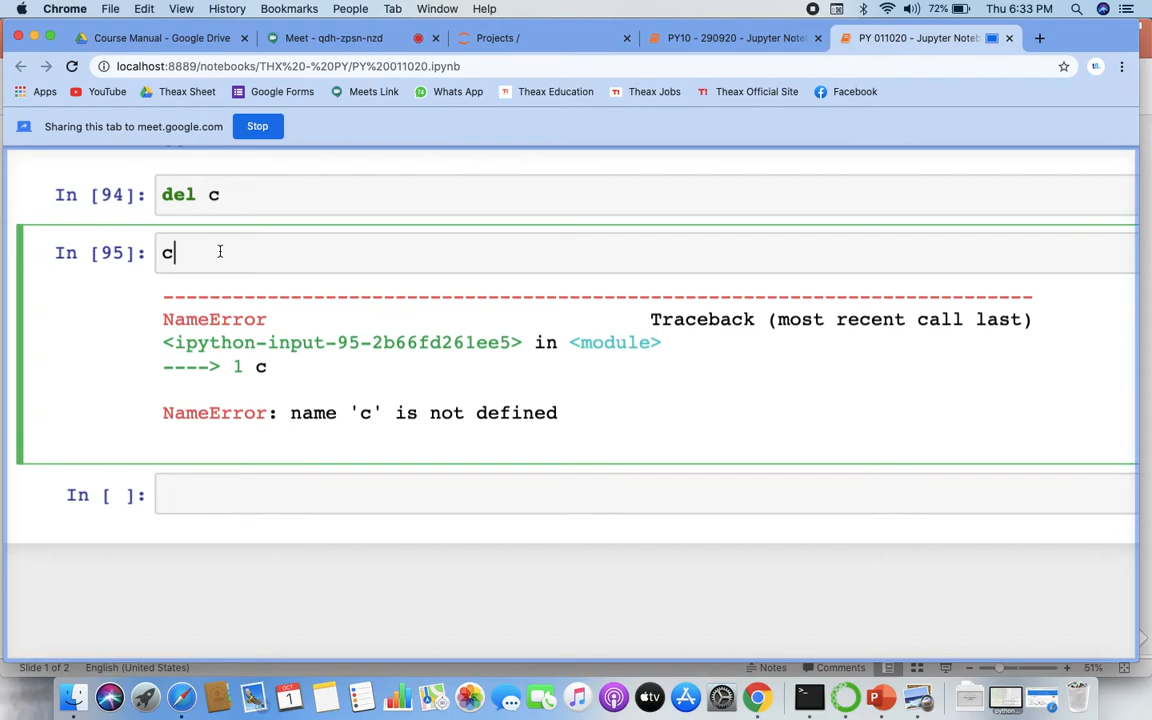 Chrome File Edit View History Bookmarks People Tab Window Help 72% Thu 6:33 PM
Course Manual - Google Drive Meet - qdh-zpsn-nzd Projects / PY10 - 290920 - Jupyter Note PY 011020 - Jupyter Notebo
localhost:8889/notebooks/THX%20-%20PY/PY%20011020.ipynb
Apps YouTube Theax Sheet Google Forms Meets Link Whats App Theax Education Theax Jobs Theax Official Site Facebook
Sharing this tab to meet.google.com Stop
In [94]: del c
In [95]: c
---------------------------------------------------------------------------
NameError Traceback (most recent call last)
<ipython-input-95-2b66fd261ee5> in <module>
----> 1 c
NameError: name 'c' is not defined
In [ ]:
Slide 1 of 2 English (United States) Notes Comments 51%